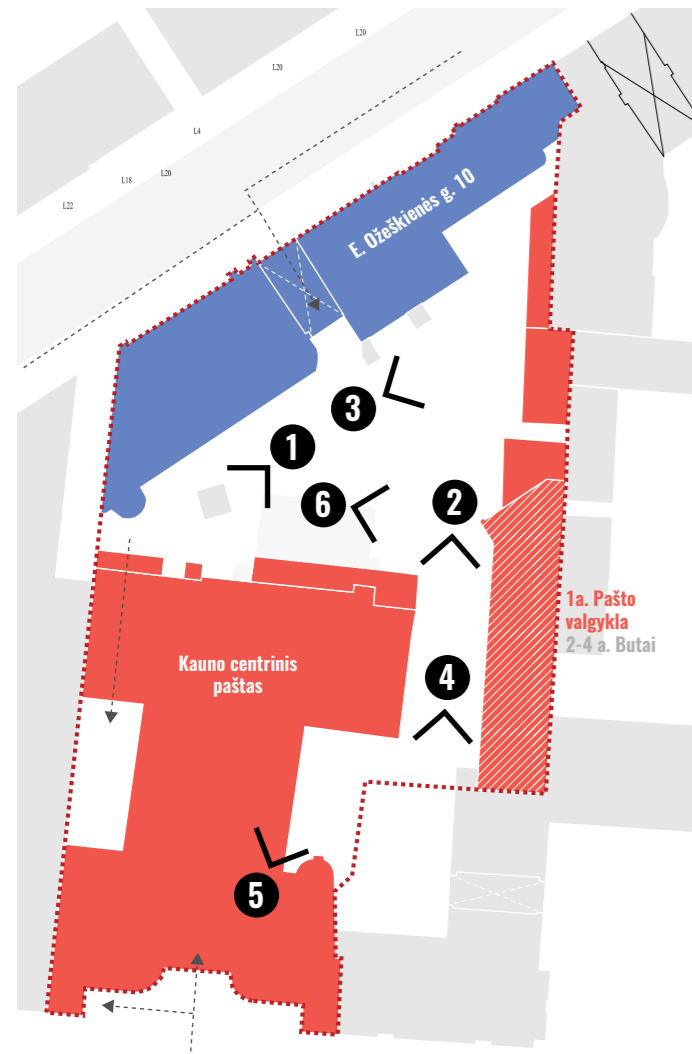 L20
L20
L4
L20
L18
L22
E. Ožeškienės g. 10
3
1
6
2
1a. Pašto
valgykla
2-4 a. Butai
Kauno centrinis
paštas
4
5